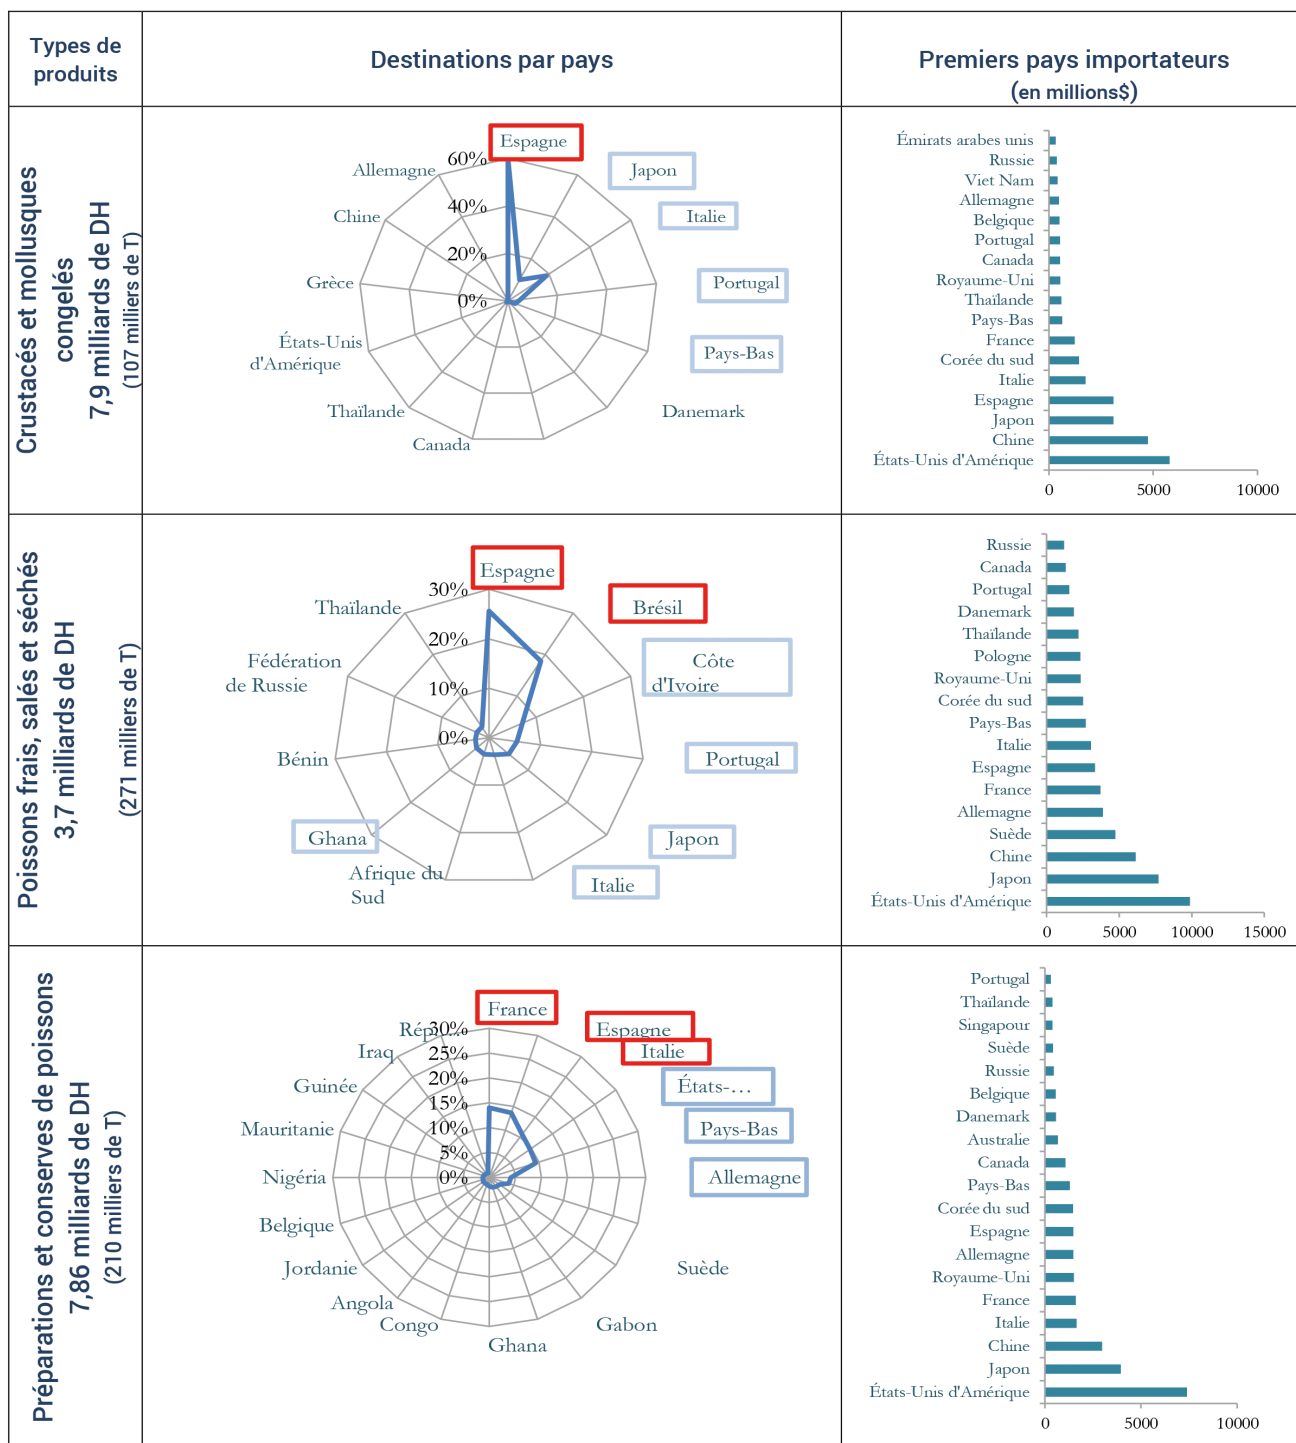 Types de
produits
Destinations par pays
Premiers pays importateurs
(en millions$)
Crustacés et mollusques
congelés
7,9 milliards de DH
(107 milliers de T)
Espagne
Japon
Italie
Portugal
Pays-Bas
Danemark
Canada
Thaïlande
États-Unis
d'Amérique
Grèce
Chine
Allemagne
60%
40%
20%
0%
Émirats arabes unis
Russie
Viet Nam
Allemagne
Belgique
Portugal
Canada
Royaume-Uni
Thaïlande
Pays-Bas
France
Corée du sud
Italie
Espagne
Japon
Chine
États-Unis d'Amérique
0 5000 10000
Poissons frais, salés et séchés
3,7 milliards de DH
(271 milliers de T)
Espagne
Brésil
Côte
d'Ivoire
Portugal
Japon
Italie
Afrique du
Sud
Ghana
Bénin
Fédération
de Russie
Thaïlande
30%
20%
10%
0%
Russie
Canada
Portugal
Danemark
Thaïlande
Pologne
Royaume-Uni
Corée du sud
Pays-Bas
Italie
Espagne
France
Allemagne
Suède
Chine
Japon
États-Unis d'Amérique
0 5000 10000 15000
Préparations et conserves de poissons
7,86 milliards de DH
(210 milliers de T)
France
Espagne
Italie
États-…
Pays-Bas
Allemagne
Suède
Gabon
Ghana
Congo
Angola
Jordanie
Belgique
Nigéria
Mauritanie
Guinée
Iraq
30%
25%
20%
15%
10%
5%
0%
Portugal
Thaïlande
Singapour
Suède
Russie
Belgique
Danemark
Australie
Canada
Pays-Bas
Corée du sud
Espagne
Allemagne
Royaume-Uni
France
Italie
Chine
Japon
États-Unis d'Amérique
0 5000 10000